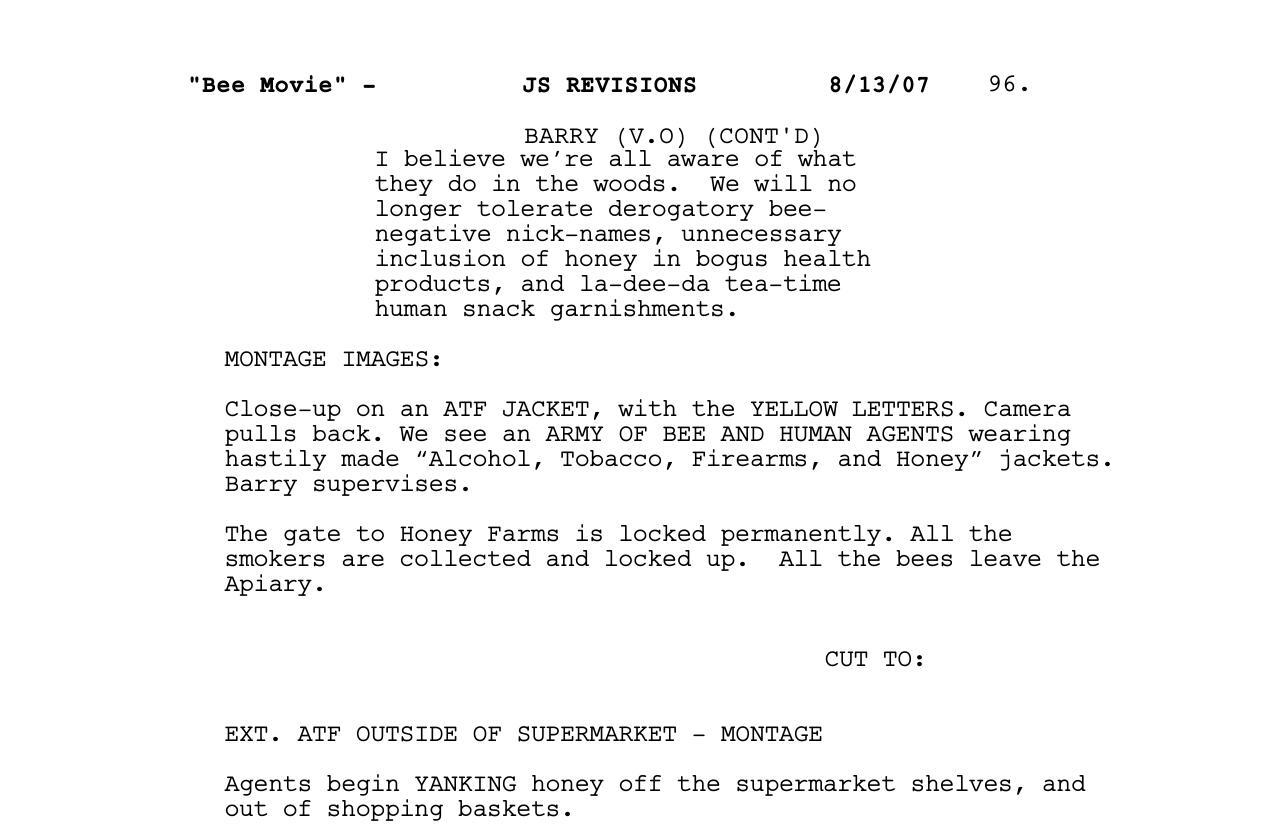 "Bee Movie" - JS REVISIONS 8/13/07 96.
BARRY (V.O) (CONT'D)
I believe we’re all aware of what
they do in the woods.  We will no
longer tolerate derogatory bee-
negative nick-names, unnecessary
inclusion of honey in bogus health
products, and la-dee-da tea-time
human snack garnishments.
MONTAGE IMAGES:
Close-up on an ATF JACKET, with the YELLOW LETTERS. Camera
pulls back. We see an ARMY OF BEE AND HUMAN AGENTS wearing
hastily made “Alcohol, Tobacco, Firearms, and Honey” jackets.
Barry supervises.
The gate to Honey Farms is locked permanently. All the
smokers are collected and locked up.  All the bees leave the
Apiary.
CUT TO:
EXT. ATF OUTSIDE OF SUPERMARKET - MONTAGE
Agents begin YANKING honey off the supermarket shelves, and
out of shopping baskets.